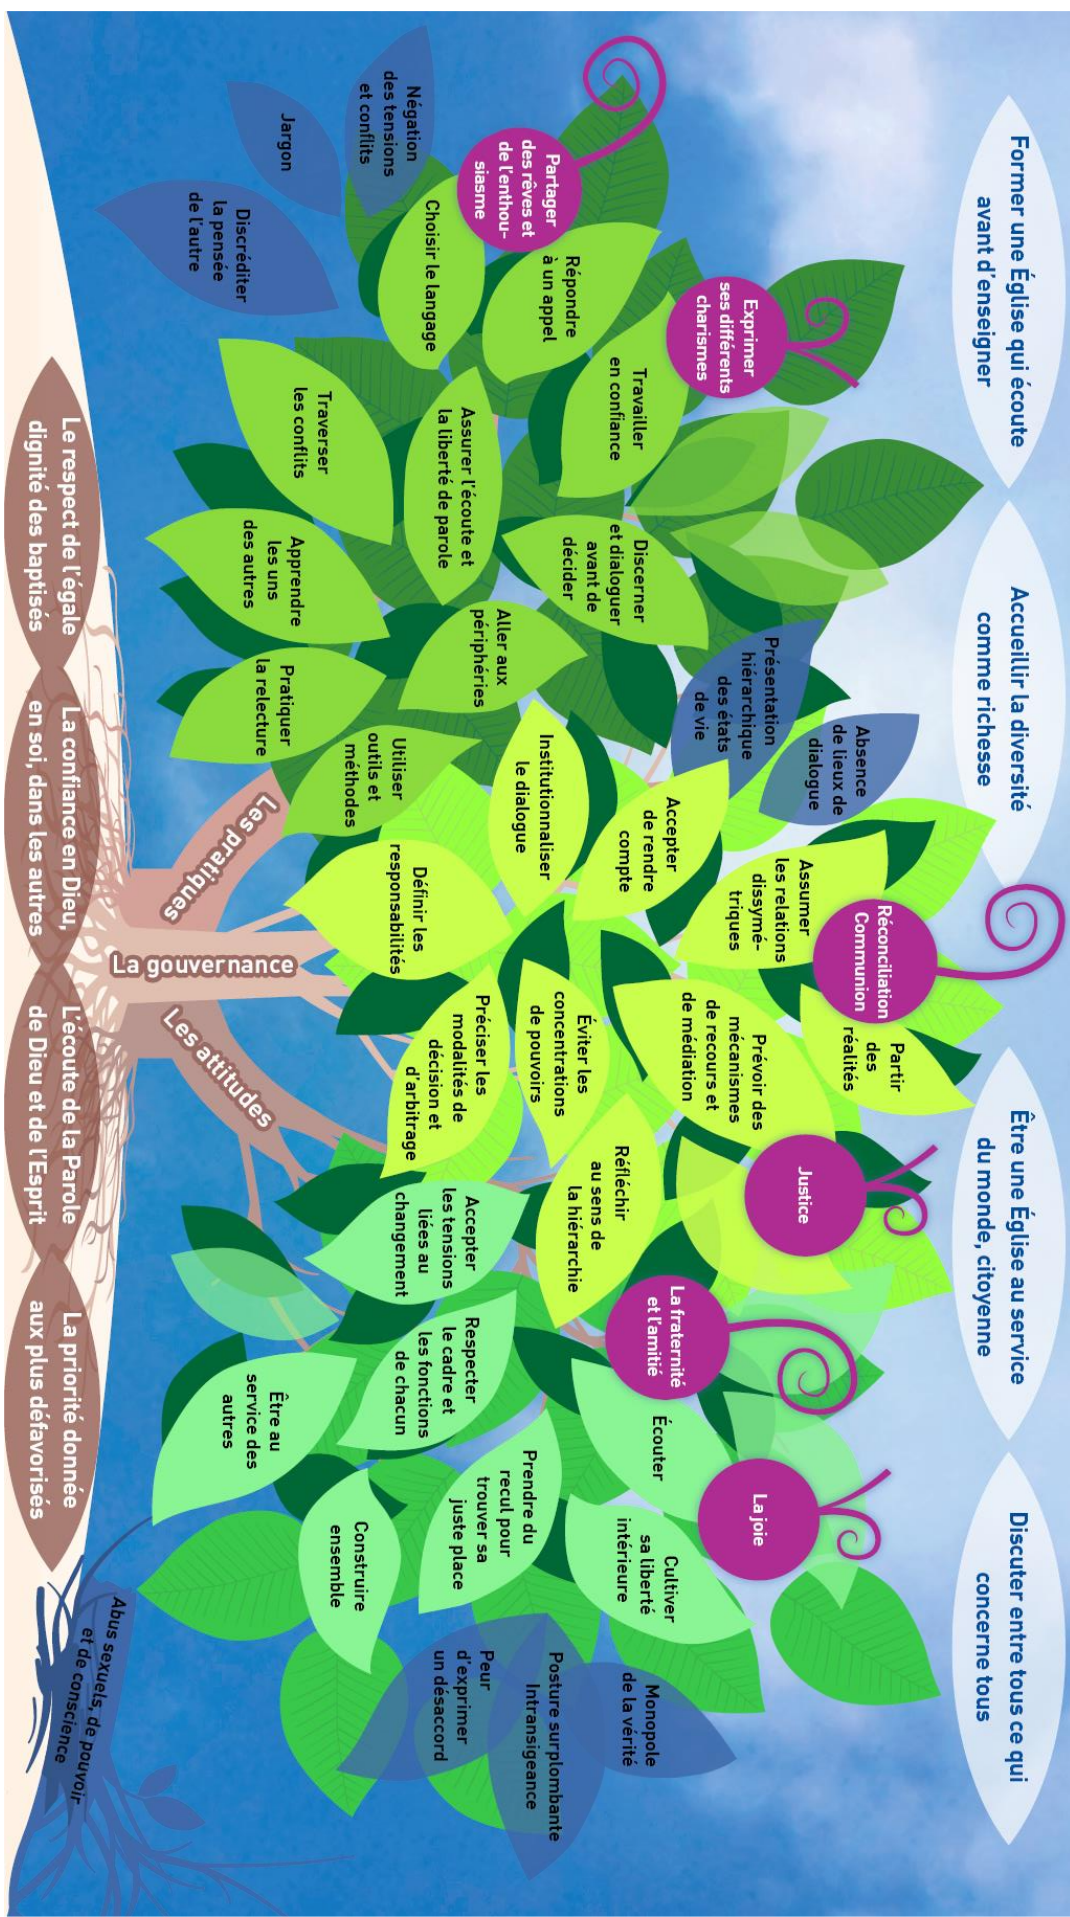 Former une Église qui écoute
avant d'enseigner
Accueillir la diversité
comme richesse
Être une Église au service
du monde, citoyenne
Discuter entre tous ce qui
concerne tous
Partager
des rêves et
de l'enthou-
siasme
Exprimer
ses différents
charismes
Réconciliation
Communion
Justice
La fraternité
et l'amitié
La joie
Négation
des tensions
et conflits
Jargon
Discréditer
la pensée
de l'autre
Choisir le langage
Répondre
à un appel
Travailler
en confiance
Traverser
les conflits
Assurer l'écoute et
la liberté de parole
Discerner
et dialoguer
avant de
décider
Apprendre
les uns
des autres
Aller aux
périphéries
Pratiquer
la relecture
Utiliser
outils et
méthodes
Présentation
hiérarchique
des états
de vie
Absence
de lieux de
dialogue
Institutionnaliser
le dialogue
Accepter
de rendre
compte
Assumer
les relations
dissymé-
triques
Définir les
responsabilités
Partir
des
réalités
Prévoir des
mécanismes
de recours et
de médiation
Éviter les
concentrations
de pouvoirs
Préciser les
modalités de
décision et
d'arbitrage
Réfléchir
au sens de
la hiérarchie
Accepter
les tensions
liées au
changement
Respecter
le cadre et
les fonctions
de chacun
Être au
service des
autres
Écouter
Prendre du
recul pour
trouver sa
juste place
Cultiver
sa liberté
intérieure
Construire
ensemble
Monopole
de la vérité
Posture surplombante
Intransigeance
Peur
d'exprimer
un désaccord
Les pratiques
La gouvernance
Les attitudes
Le respect de l'égale
dignité des baptisés
La confiance en Dieu,
en soi, dans les autres
L'écoute de la Parole
de Dieu et de l'Esprit
La priorité donnée
aux plus défavorisés
Abus sexuels, de pouvoir
et de conscience